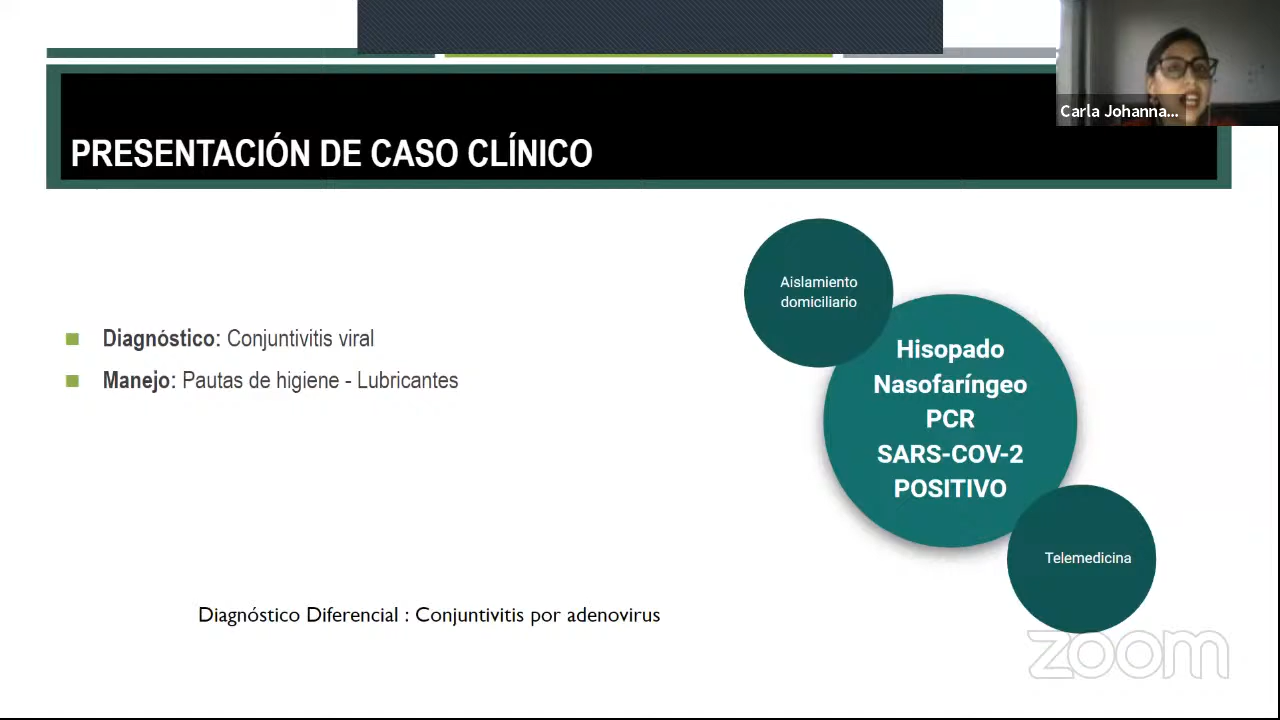 Carla Johanna...
PRESENTACIÓN DE CASO CLÍNICO
Diagnóstico: Conjuntivitis viral
Manejo: Pautas de higiene - Lubricantes
Aislamiento
domiciliario
Hisopado
Nasofaríngeo
PCR
SARS-COV-2
POSITIVO
Telemedicina
Diagnóstico Diferencial : Conjuntivitis por adenovirus
zoom